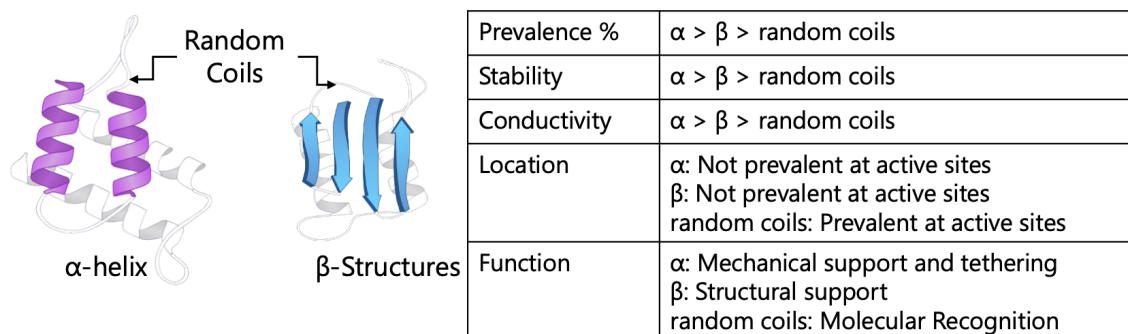 Random
Coils
α-helix
β-Structures
Prevalence %
α > β > random coils
Stability
α > β > random coils
Conductivity
α > β > random coils
Location
α: Not prevalent at active sites
β: Not prevalent at active sites
random coils: Prevalent at active sites
Function
α: Mechanical support and tethering
β: Structural support
random coils: Molecular Recognition